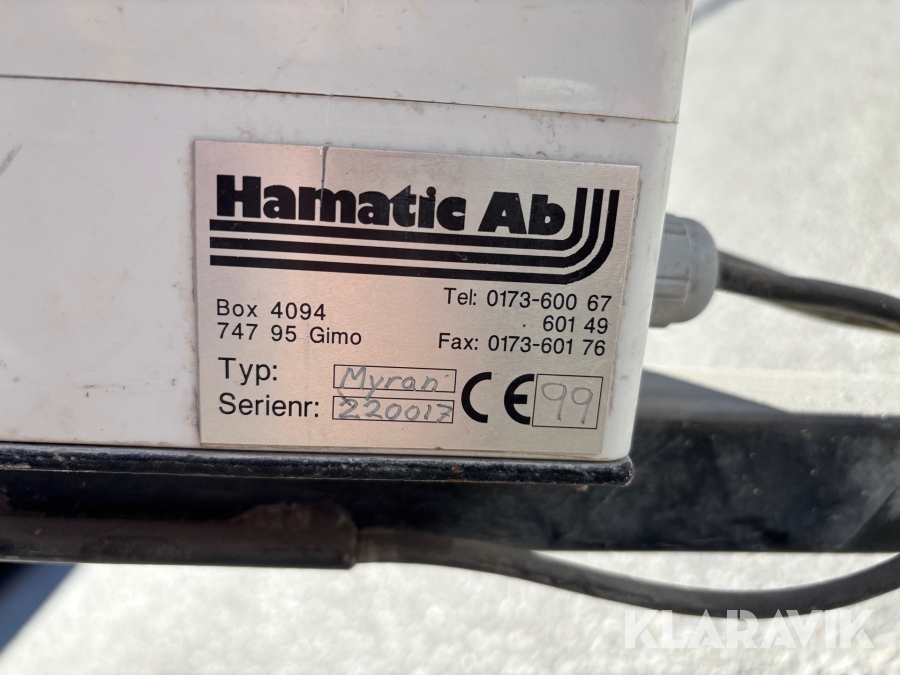 Hamatic Ab
Box 4094
747 95 Gimo
Tel: 0173-600 67
601 49
Fax: 0173-601 76
Typ: Myran
Serienr: 220017
CE 99
KLARAVIK